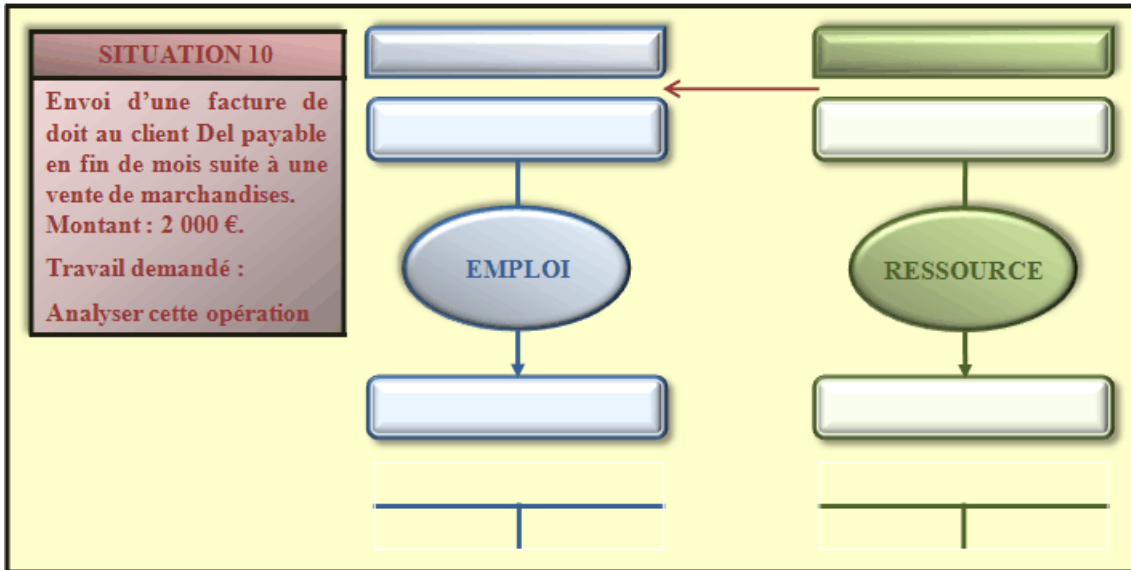 SITUATION 10
Envoi d'une facture de
doit au client Del payable
en fin de mois suite à une
vente de marchandises.
Montant : 2 000 €.
Travail demandé :
Analyser cette opération
EMPLOI
RESSOURCE